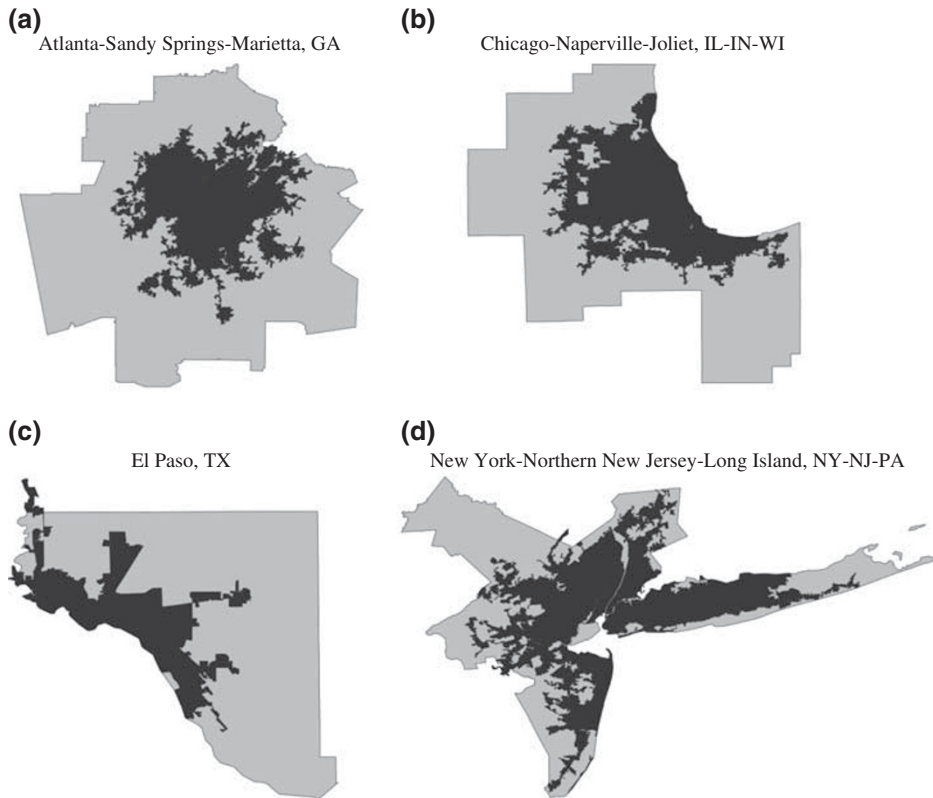 (a)
Atlanta-Sandy Springs-Marietta, GA
(b)
Chicago-Naperville-Joliet, IL-IN-WI
(c)
El Paso, TX
(d)
New York-Northern New Jersey-Long Island, NY-NJ-PA